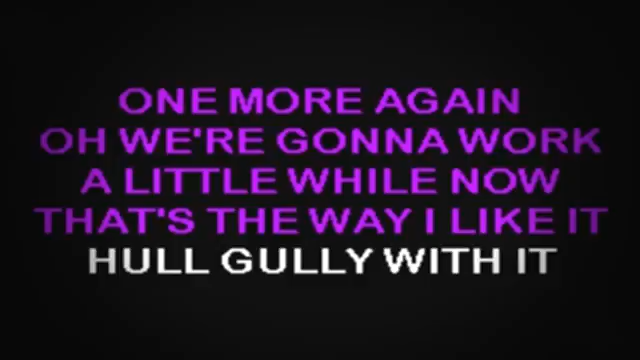 ONE MORE AGAIN
OH WE'RE GONNA WORK
A LITTLE WHILE NOW
THAT'S THE WAY I LIKE IT
HULL GULLY WITH IT